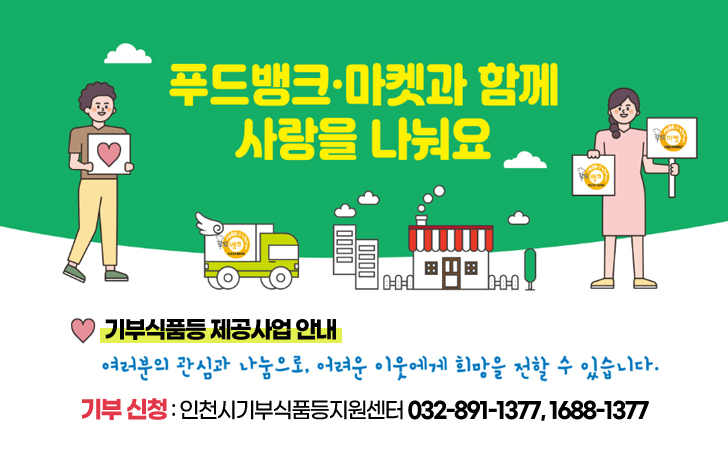 푸드뱅크·마켓과 함께
사랑을 나눠요
기부식품등 제공사업 안내
여러분의 관심과 나눔으로, 어려운 이웃에게 희망을 전할 수 있습니다.
기부 신청 : 인천시기부식품등지원센터 032-891-1377, 1688-1377